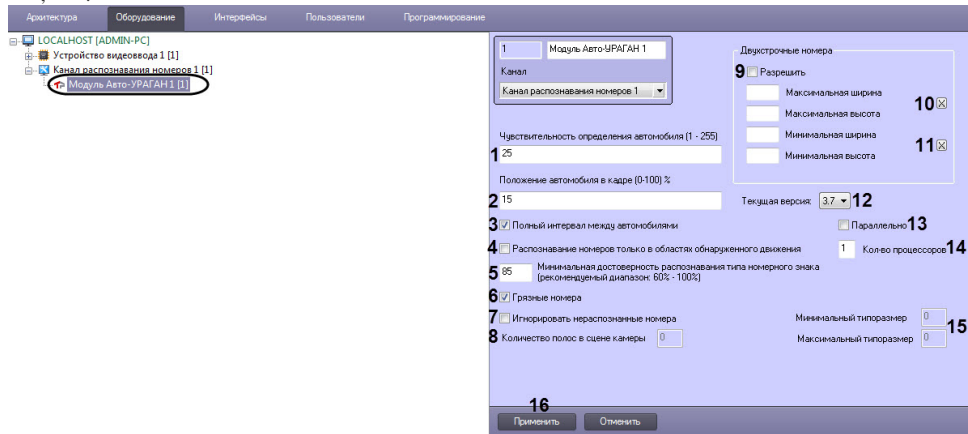 Архитектура Оборудование Интерфейсы Пользователи Программирование
LOCALHOST [ADMIN-PC]
Устройство видеоввода 1 [1]
Канал распознавания номеров 1 [1]
Модуль Авто-УРАГАН 1 [1]
1 Модуль Авто-УРАГАН 1
Канал
Канал распознавания номеров 1
Двухстрочные номера
9 Разрешить
Максимальная ширина
Максимальная высота
10
Минимальная ширина
Минимальная высота
11
Чувствительность определения автомобиля (1 - 255)
1 25
Положение автомобиля в кадре (0-100) %
2 15
Текущая версия: 3.7 12
3 Полный интервал между автомобилями
Параллельно 13
4 Распознавание номеров только в областях обнаруженного движения
1 Кол-во процессоров 14
5 85 Минимальная достоверность распознавания типа номерного знака
(рекомендуемый диапазон: 60% - 100%)
6 Грязные номера
7 Игнорировать нераспознанные номера
Минимальный типоразмер 0
15
8 Количество полос в сцене камеры 0
Максимальный типоразмер 0
16
Применить Отменить